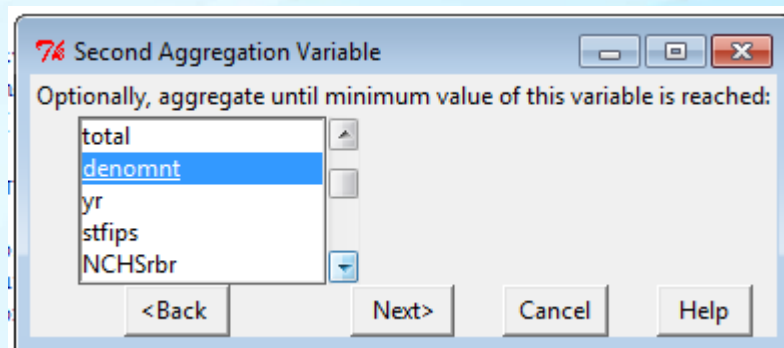 Second Aggregation Variable
Optionally, aggregate until minimum value of this variable is reached:
total
denomnt
yr
stfips
NCHSrbr
<Back Next> Cancel Help